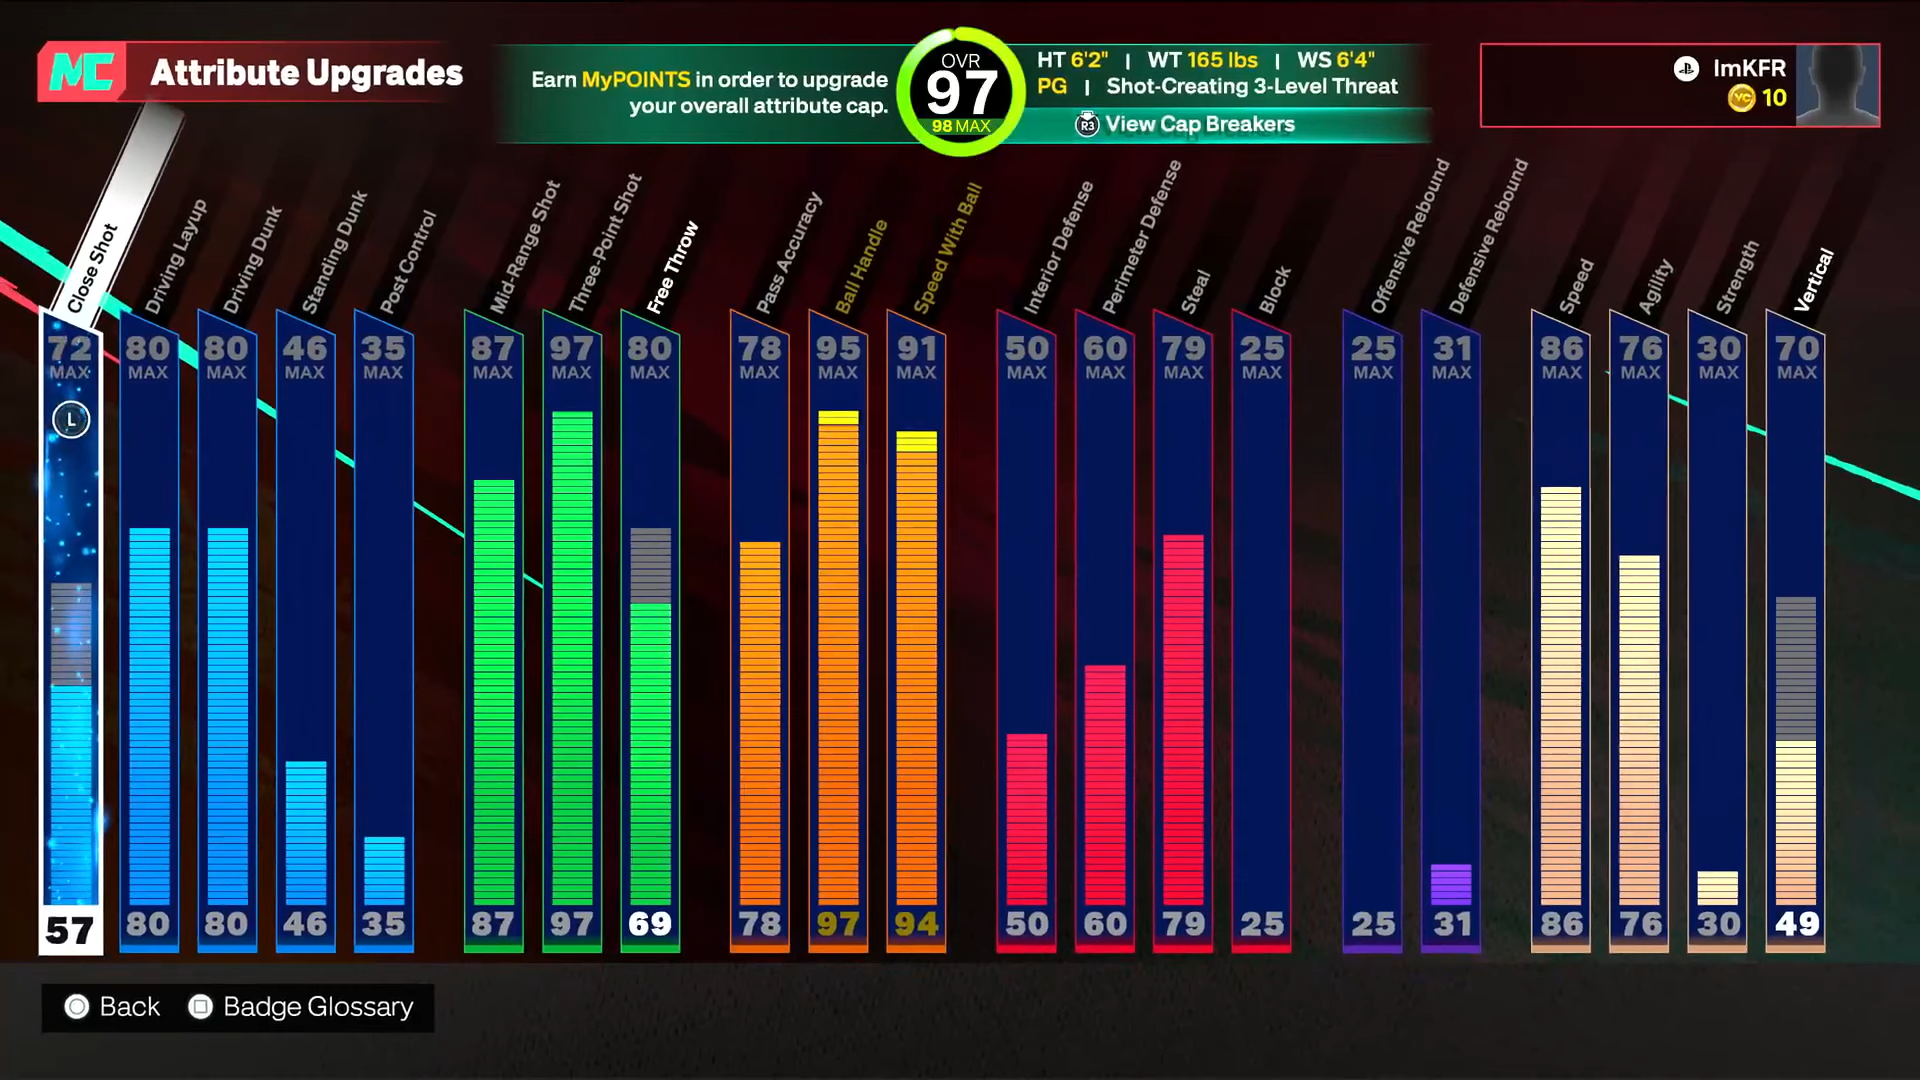 MC
Attribute Upgrades
Earn MyPOINTS in order to upgrade
your overall attribute cap.
OVR
97
98 MAX
HT 6'2" | WT 165 lbs | WS 6'4"
PG | Shot-Creating 3-Level Threat
R3 View Cap Breakers
ImKFR
VC 10
Close Shot
Driving Layup
Driving Dunk
Standing Dunk
Post Control
Mid-Range Shot
Three-Point Shot
Free Throw
Pass Accuracy
Ball Handle
Speed With Ball
Interior Defense
Perimeter Defense
Steal
Block
Offensive Rebound
Defensive Rebound
Speed
Agility
Strength
Vertical
72 80 80 46 35 87 97 80 78 95 91 50 60 79 25 25 31 86 76 30 70
MAX MAX MAX MAX MAX MAX MAX MAX MAX MAX MAX MAX MAX MAX MAX MAX MAX MAX MAX MAX MAX
L
57 80 80 46 35 87 97 69 78 97 94 50 60 79 25 25 31 86 76 30 49
Back Badge Glossary